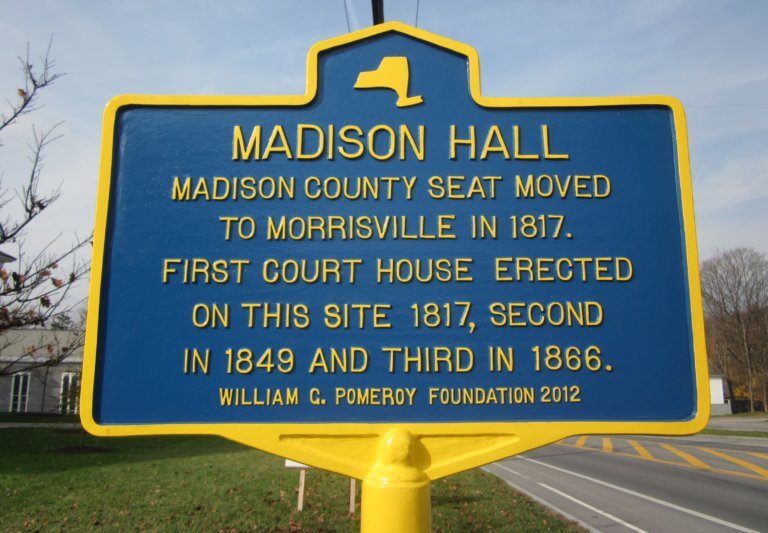 MADISON HALL
MADISON COUNTY SEAT MOVED
TO MORRISVILLE IN 1817.
FIRST COURT HOUSE ERECTED
ON THIS SITE 1817, SECOND
IN 1849 AND THIRD IN 1866.
WILLIAM G. POMEROY FOUNDATION 2012